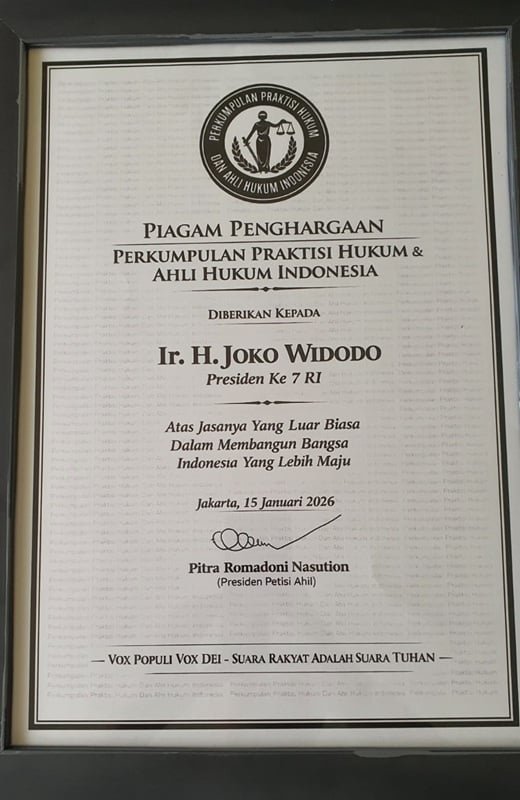 PERKUMPULAN PRAKTISI HUKUM
DAN AHLI HUKUM INDONESIA
PIAGAM PENGHARGAAN
PERKUMPULAN PRAKTISI HUKUM &
AHLI HUKUM INDONESIA
DIBERIKAN KEPADA
Ir. H. JOKO WIDODO
Presiden Ke 7 RI
Atas Jasanya Yang Luar Biasa
Dalam Membangun Bangsa
Indonesia Yang Lebih Maju
Jakarta, 15 Januari 2026
Pitra Romadoni Nasution
(Presiden Petisi Ahil)
— VOX POPULI VOX DEI - SUARA RAKYAT ADALAH SUARA TUHAN —